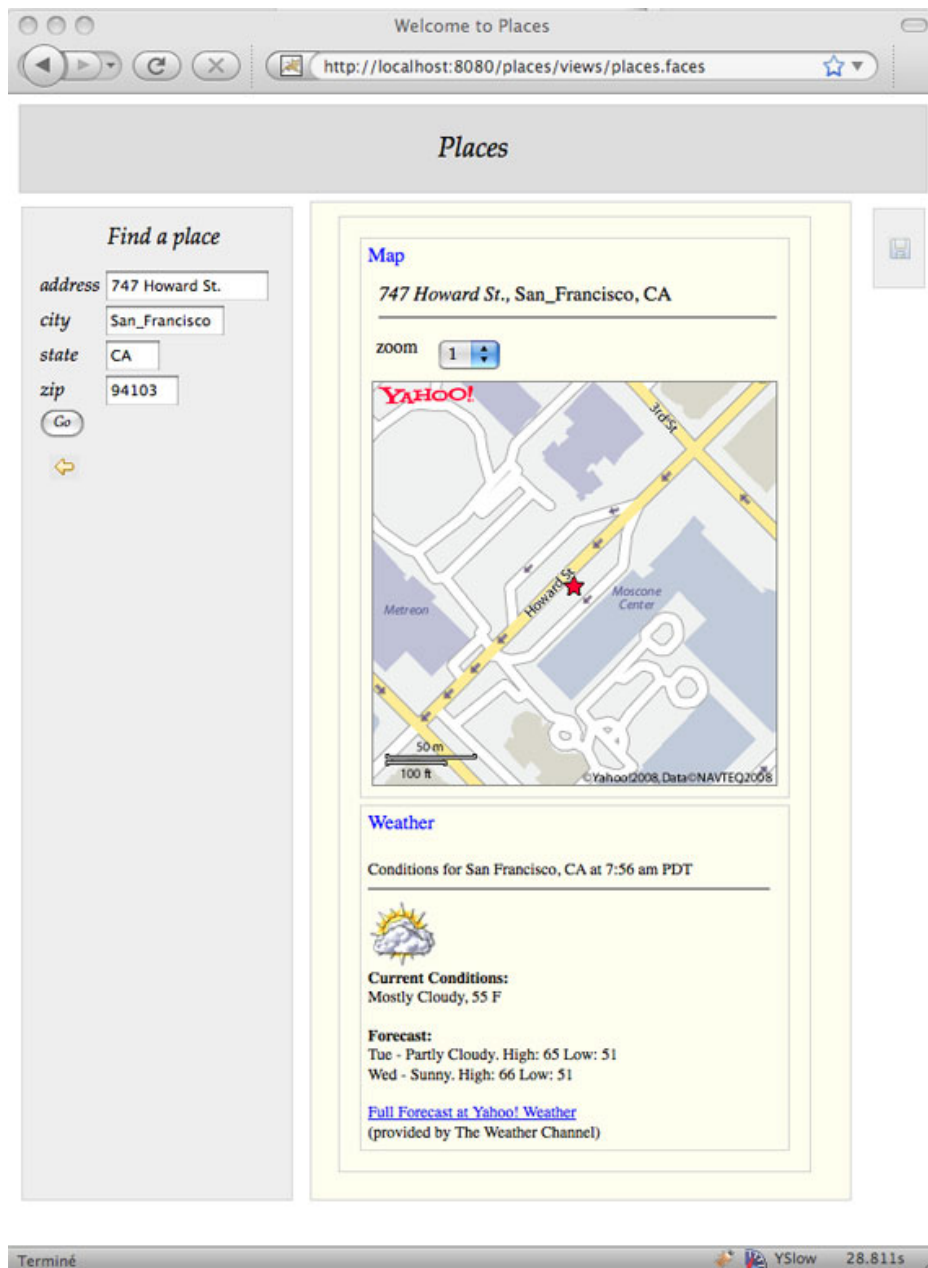 Welcome to Places
http://localhost:8080/places/views/places.faces
Places
Find a place
address 747 Howard St.
city San_Francisco
state CA
zip 94103
Go
Map
747 Howard St., San_Francisco, CA
zoom 1
YAHOO!
3rd St
Howard St
Moscone
Center
Metreon
50 m
100 ft
©Yahoo!2008, Data©NAVTEQ2008
Weather
Conditions for San Francisco, CA at 7:56 am PDT
Current Conditions:
Mostly Cloudy, 55 F
Forecast:
Tue - Partly Cloudy. High: 65 Low: 51
Wed - Sunny. High: 66 Low: 51
Full Forecast at Yahoo! Weather
(provided by The Weather Channel)
Terminé YSlow 28.811s